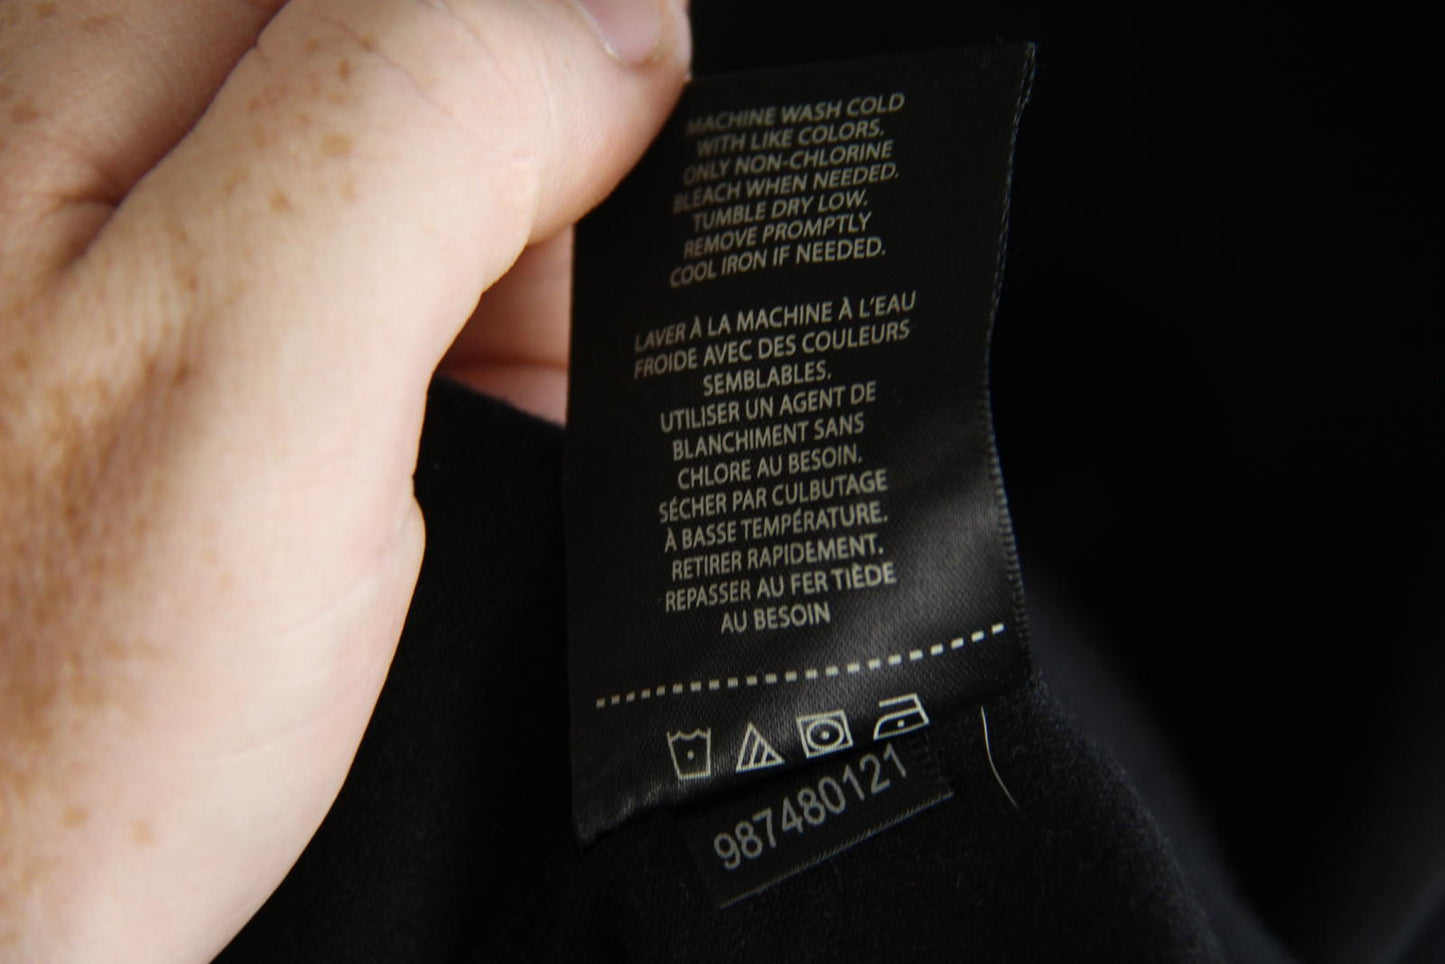 MACHINE WASH COLD
WITH LIKE COLORS.
ONLY NON-CHLORINE
BLEACH WHEN NEEDED.
TUMBLE DRY LOW.
REMOVE PROMPTLY
COOL IRON IF NEEDED.
LAVER À LA MACHINE À L'EAU
FROIDE AVEC DES COULEURS
SEMBLABLES.
UTILISER UN AGENT DE
BLANCHIMENT SANS
CHLORE AU BESOIN.
SÉCHER PAR CULBUTAGE
À BASSE TEMPÉRATURE.
RETIRER RAPIDEMENT.
REPASSER AU FER TIÈDE
AU BESOIN
987480121